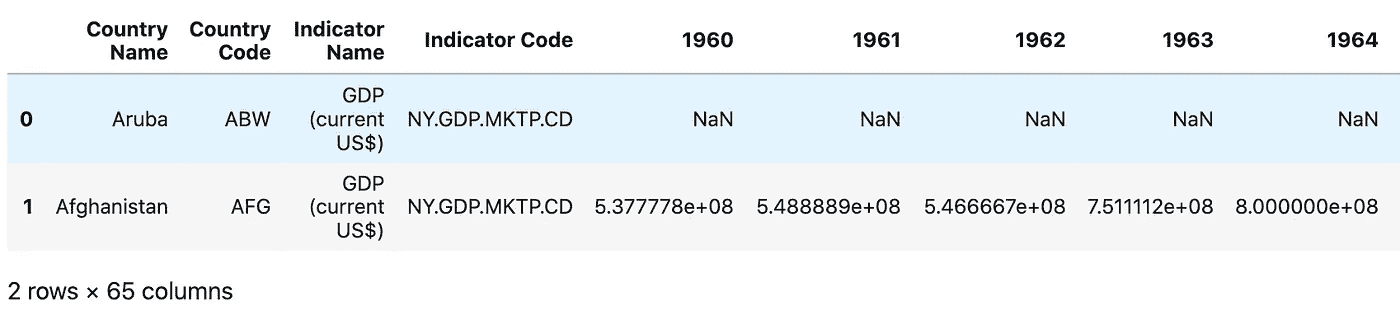 Country Name Country Code Indicator Name Indicator Code 1960 1961 1962 1963 1964
0 Aruba ABW GDP (current US$) NY.GDP.MKTP.CD NaN NaN NaN NaN NaN
1 Afghanistan AFG GDP (current US$) NY.GDP.MKTP.CD 5.377778e+08 5.488889e+08 5.466667e+08 7.511112e+08 8.000000e+08
2 rows × 65 columns